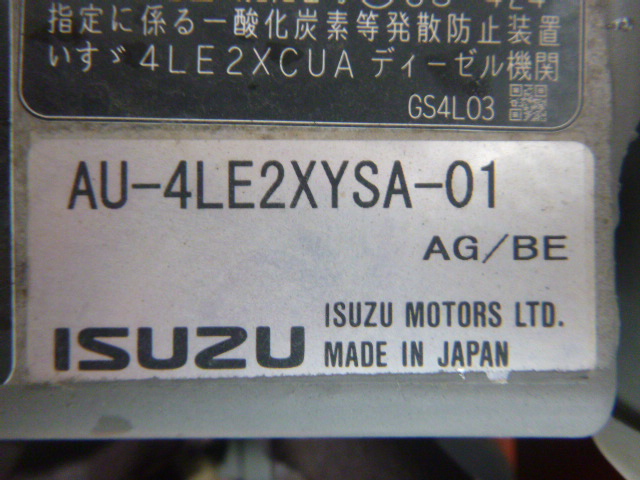 指定に係る一酸化炭素等発散防止装置
いすゞ 4LE2XCUA ディーゼル機関
GS4L03
AU-4LE2XYSA-01
AG/BE
ISUZU
ISUZU MOTORS LTD.
MADE IN JAPAN